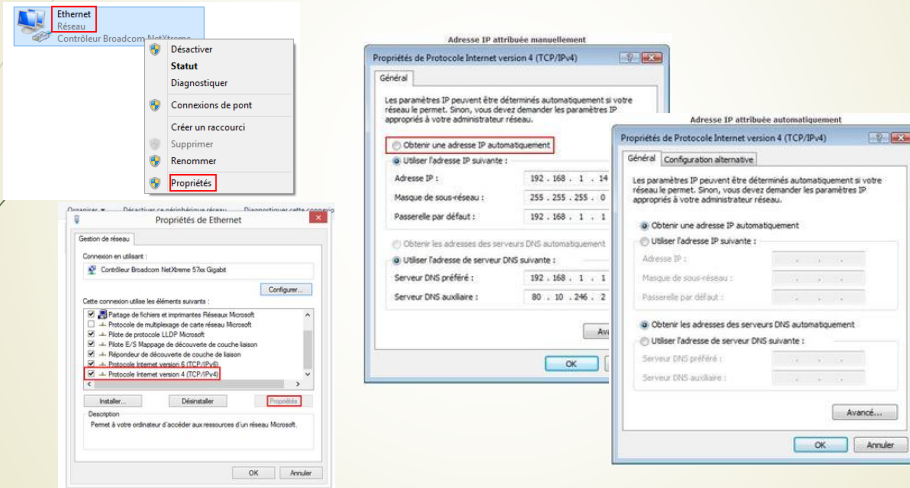 Ethernet
Réseau
Contrôleur Broadcom NetXtreme
Désactiver
Statut
Diagnostiquer
Connexions de pont
Créer un raccourci
Supprimer
Renommer
Propriétés
Organiser
Désactiver ce périphérique réseau
Diagnostiquer cette connexion
Propriétés de Ethernet
Gestion de réseau
Connexion en utilisant :
Contrôleur Broadcom NetXtreme 57xx Gigabit
Configurer...
Cette connexion utilise les éléments suivants :
Partage de fichiers et imprimantes Réseaux Microsoft
Protocole de multiplexage de carte réseau Microsoft
Pilote de protocole LLDP Microsoft
Pilote E/S Mappage de découverte de couche liaison
Répondeur de découverte de couche de liaison
Protocole Internet version 6 (TCP/IPv6)
Protocole Internet version 4 (TCP/IPv4)
Installer...
Désinstaller
Propriétés
Description
Permet à votre ordinateur d'accéder aux ressources d'un réseau Microsoft.
OK
Annuler
Adresse IP attribuée manuellement
Propriétés de Protocole Internet version 4 (TCP/IPv4)
Général
Les paramètres IP peuvent être déterminés automatiquement si votre
réseau le permet. Sinon, vous devez demander les paramètres IP
appropriés à votre administrateur réseau.
Obtenir une adresse IP automatiquement
Utiliser l'adresse IP suivante :
Adresse IP : 192 . 168 . 1 . 14
Masque de sous-réseau : 255 . 255 . 255 . 0
Passerelle par défaut : 192 . 168 . 1 . 1
Obtenir les adresses des serveurs DNS automatiquement
Utiliser l'adresse de serveur DNS suivante :
Serveur DNS préféré : 192 . 168 . 1 . 1
Serveur DNS auxiliaire : 80 . 10 . 246 . 2
Av
OK
Adresse IP attribuée automatiquement
Propriétés de Protocole Internet version 4 (TCP/IPv4)
Général
Configuration alternative
Les paramètres IP peuvent être déterminés automatiquement si votre
réseau le permet. Sinon, vous devez demander les paramètres IP
appropriés à votre administrateur réseau.
Obtenir une adresse IP automatiquement
Utiliser l'adresse IP suivante :
Adresse IP :
Masque de sous-réseau :
Passerelle par défaut :
Obtenir les adresses des serveurs DNS automatiquement
Utiliser l'adresse de serveur DNS suivante :
Serveur DNS préféré :
Serveur DNS auxiliaire :
Avancé...
OK
Annuler